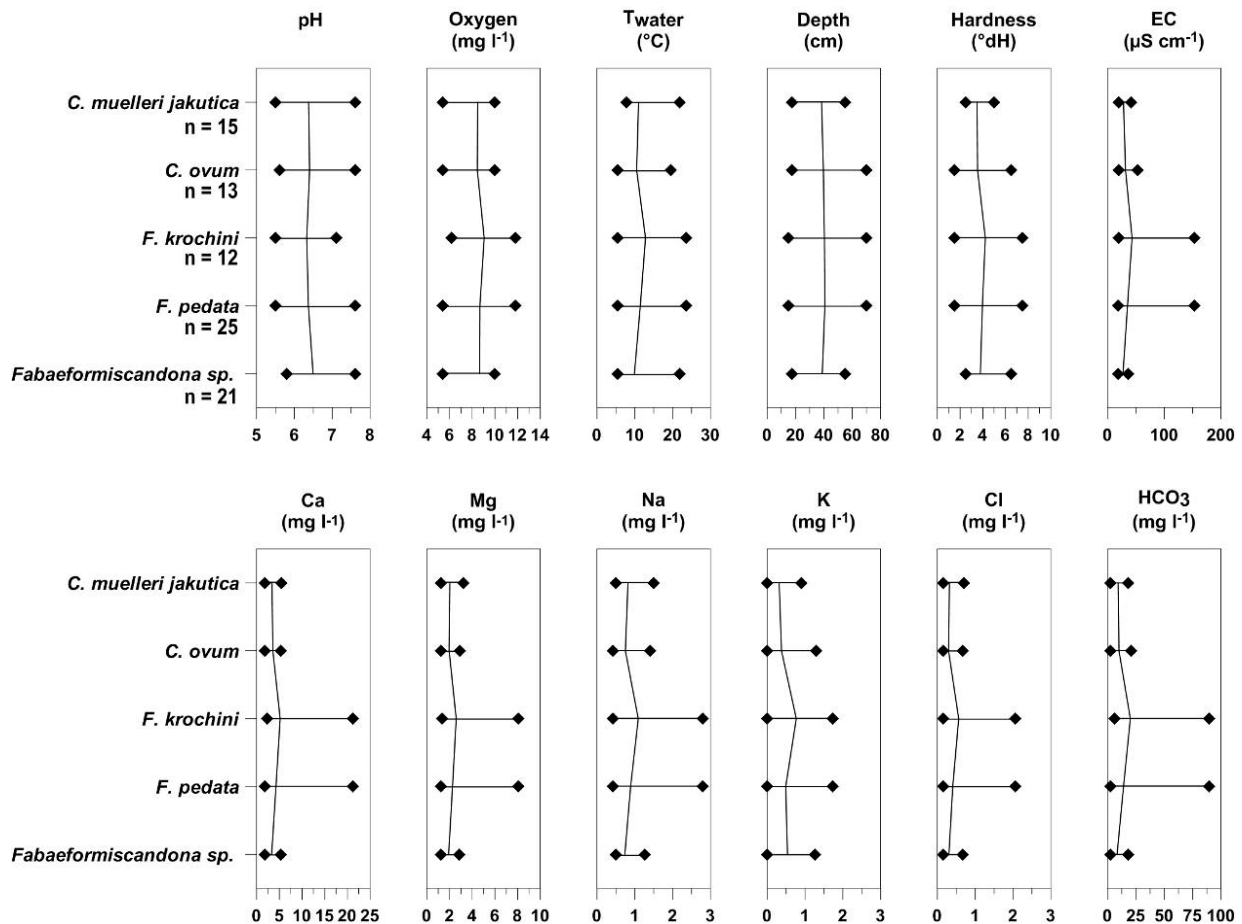 pH
Oxygen
(mg l-1)
Twater
(°C)
Depth
(cm)
Hardness
(°dH)
EC
(µS cm-1)
C. muelleri jakutica
n = 15
C. ovum
n = 13
F. krochini
n = 12
F. pedata
n = 25
Fabaeformiscandona sp.
n = 21
5 6 7 8
4 6 8 10 12 14
0 10 20 30
0 20 40 60 80
0 2 4 6 8 10
0 100 200
Ca
(mg l-1)
Mg
(mg l-1)
Na
(mg l-1)
K
(mg l-1)
Cl
(mg l-1)
HCO3
(mg l-1)
C. muelleri jakutica
C. ovum
F. krochini
F. pedata
Fabaeformiscandona sp.
0 5 10 15 20 25
0 2 4 6 8 10
0 1 2 3
0 1 2 3
0 1 2 3
0 25 50 75 100